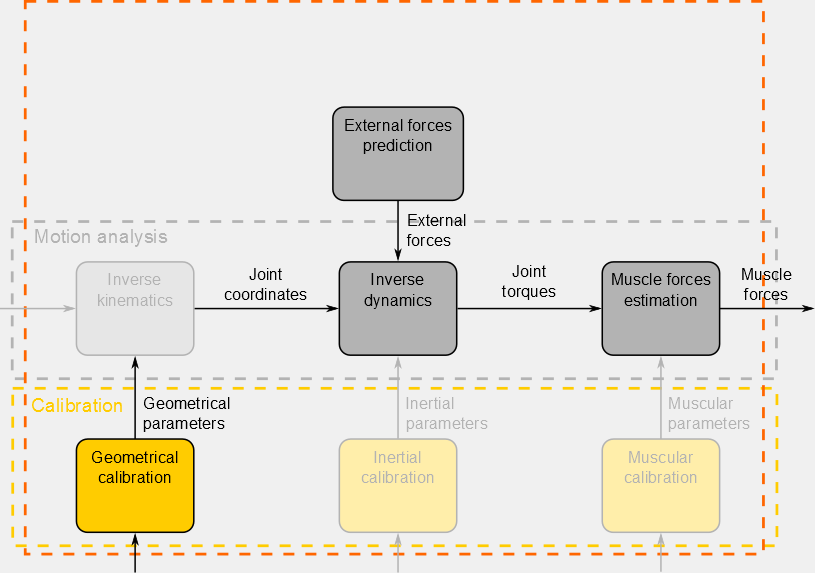 External forces
prediction
External
forces
Motion analysis
Inverse
kinematics
Joint
coordinates
Inverse
dynamics
Joint
torques
Muscle forces
estimation
Muscle
forces
Calibration
Geometrical
parameters
Inertial
parameters
Muscular
parameters
Geometrical
calibration
Inertial
calibration
Muscular
calibration